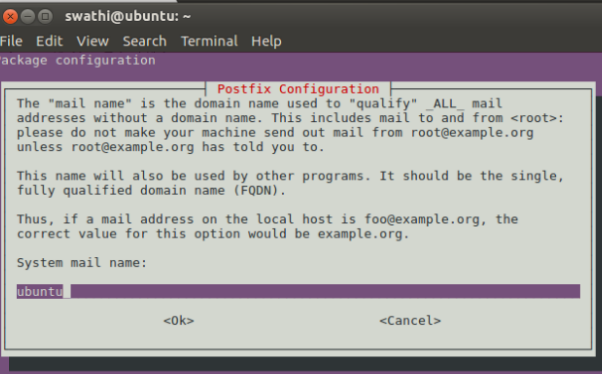 swathi@ubuntu: ~
File Edit View Search Terminal Help
ackage configuration
Postfix Configuration
The "mail name" is the domain name used to "qualify" _ALL_ mail
addresses without a domain name. This includes mail to and from <root>:
please do not make your machine send out mail from root@example.org
unless root@example.org has told you to.
This name will also be used by other programs. It should be the single,
fully qualified domain name (FQDN).
Thus, if a mail address on the local host is foo@example.org, the
correct value for this option would be example.org.
System mail name:
ubuntu
<Ok> <Cancel>